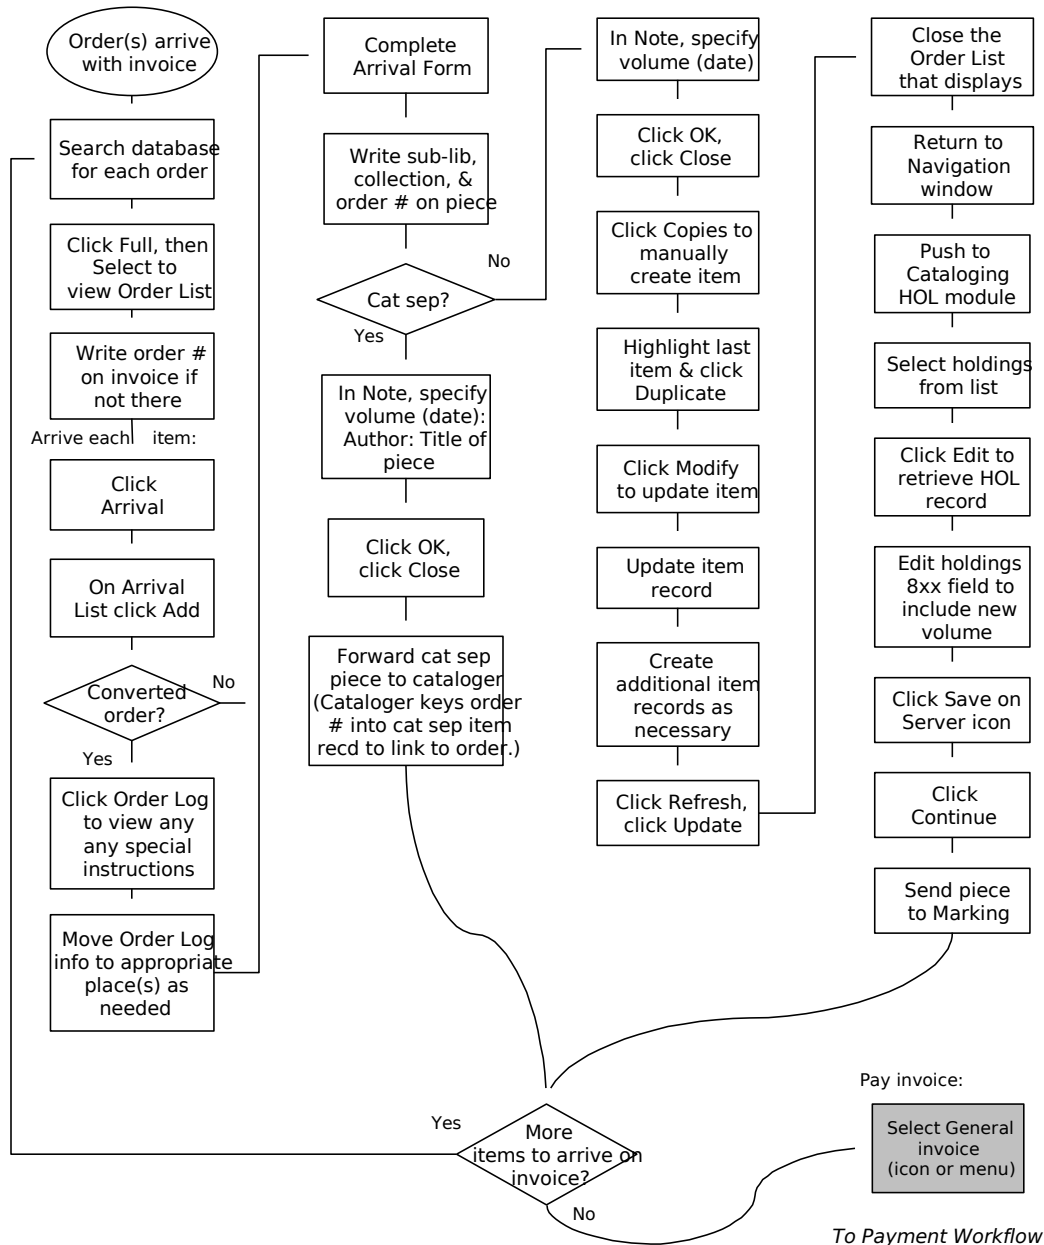 Order(s) arrive
with invoice
Search database
for each order
Click Full, then
Select to
view Order List
Write order #
on invoice if
not there
Arrive each item:
Click
Arrival
On Arrival
List click Add
Converted
order?
No
Yes
Click Order Log
to view any
any special
instructions
Move Order Log
info to appropriate
place(s) as
needed
Complete
Arrival Form
Write sub-lib,
collection, &
order # on piece
Cat sep?
No
Yes
In Note, specify
volume (date):
Author: Title of
piece
Click OK,
click Close
Forward cat sep
piece to cataloger
(Cataloger keys order
# into cat sep item
recd to link to order.)
In Note, specify
volume (date)
Click OK,
click Close
Click Copies to
manually
create item
Highlight last
item & click
Duplicate
Click Modify
to update item
Update item
record
Create
additional item
records as
necessary
Click Refresh,
click Update
Close the
Order List
that displays
Return to
Navigation
window
Push to
Cataloging
HOL module
Select holdings
from list
Click Edit to
retrieve HOL
record
Edit holdings
8xx field to
include new
volume
Click Save on
Server icon
Click
Continue
Send piece
to Marking
Yes
More
items to arrive on
invoice?
No
Pay invoice:
Select General
invoice
(icon or menu)
To Payment Workflow